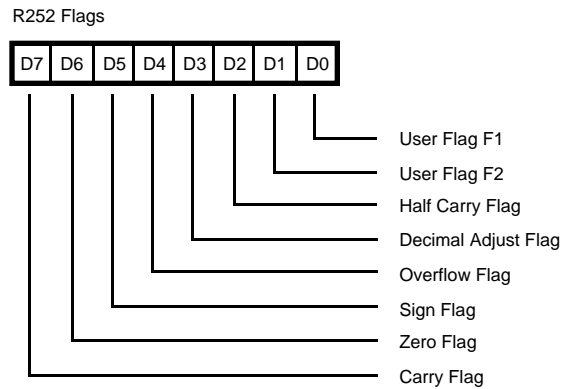 R252 Flags
D7 D6 D5 D4 D3 D2 D1 D0
User Flag F1
User Flag F2
Half Carry Flag
Decimal Adjust Flag
Overflow Flag
Sign Flag
Zero Flag
Carry Flag